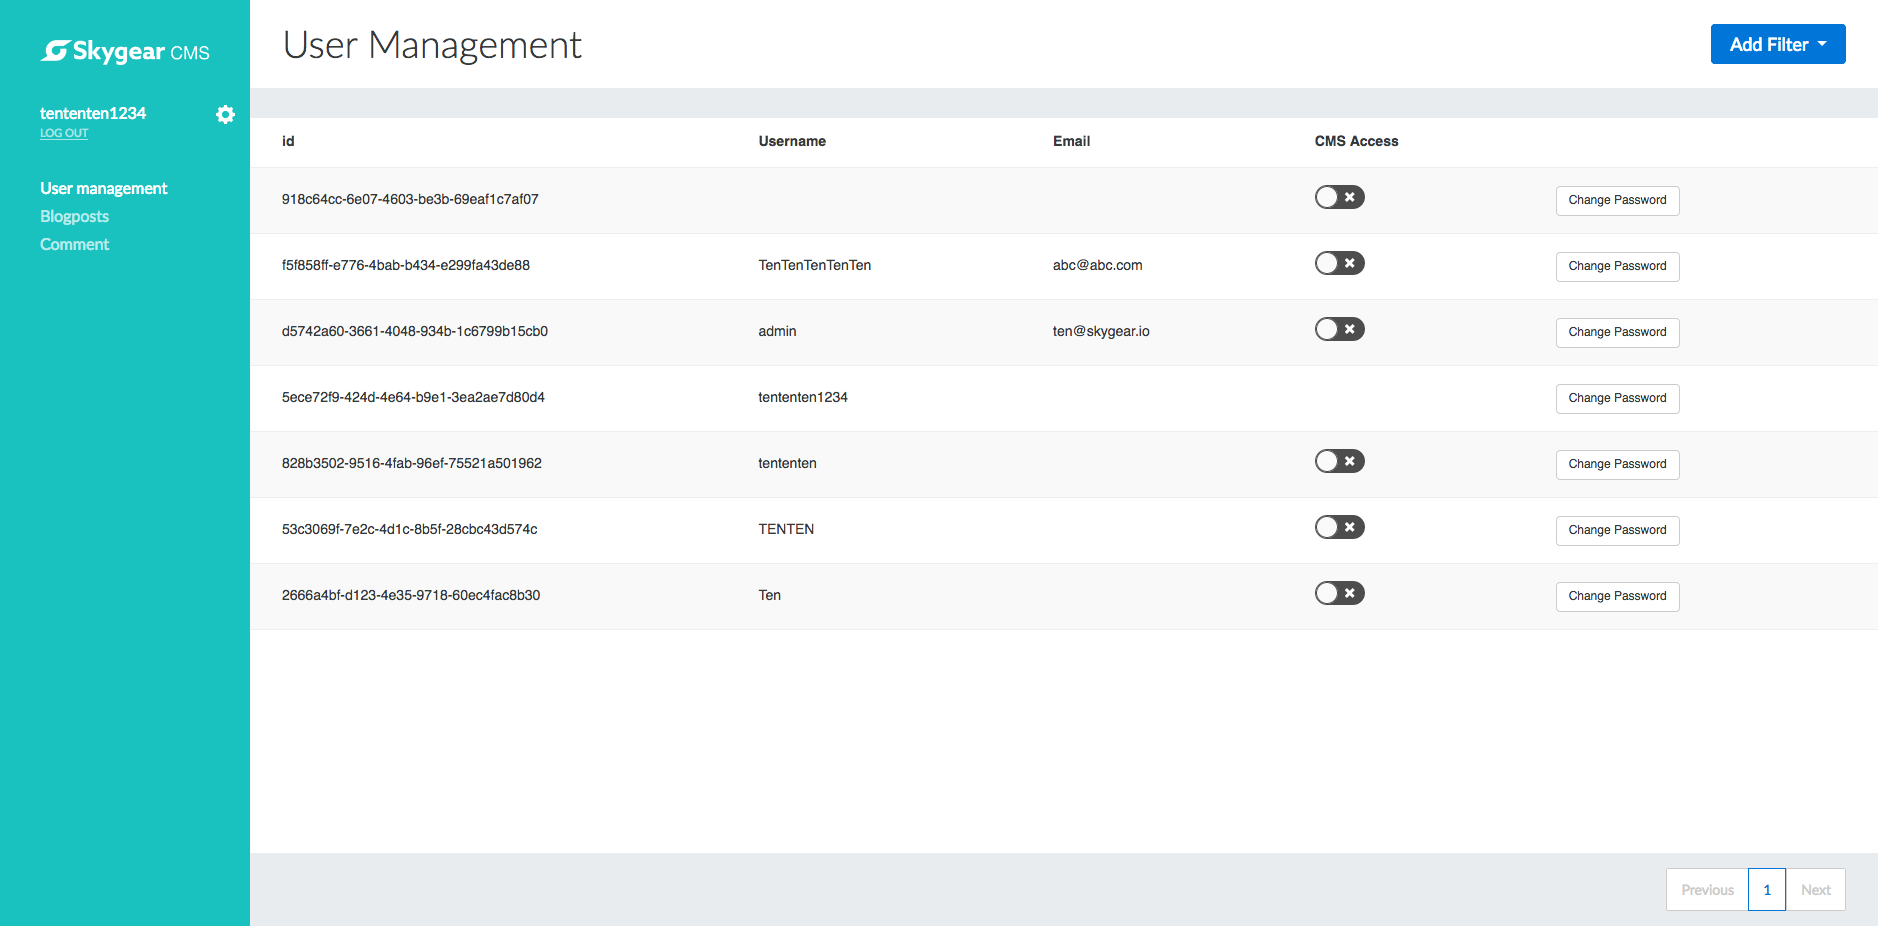 Skygear CMS
tententen1234
LOG OUT
User management
Blogposts
Comment
User Management
Add Filter
id Username Email CMS Access
918c64cc-6e07-4603-be3b-69eaf1c7af07 Change Password
f5f858ff-e776-4bab-b434-e299fa43de88 TenTenTenTenTen abc@abc.com Change Password
d5742a60-3661-4048-934b-1c6799b15cb0 admin ten@skygear.io Change Password
5ece72f9-424d-4e64-b9e1-3ea2ae7d80d4 tententen1234 Change Password
828b3502-9516-4fab-96ef-75521a501962 tententen Change Password
53c3069f-7e2c-4d1c-8b5f-28cbc43d574c TENTEN Change Password
2666a4bf-d123-4e35-9718-60ec4fac8b30 Ten Change Password
Previous 1 Next